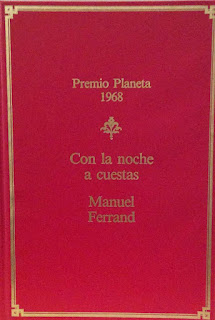 Premio Planeta
1968
Con la noche
a cuestas
Manuel
Ferrand